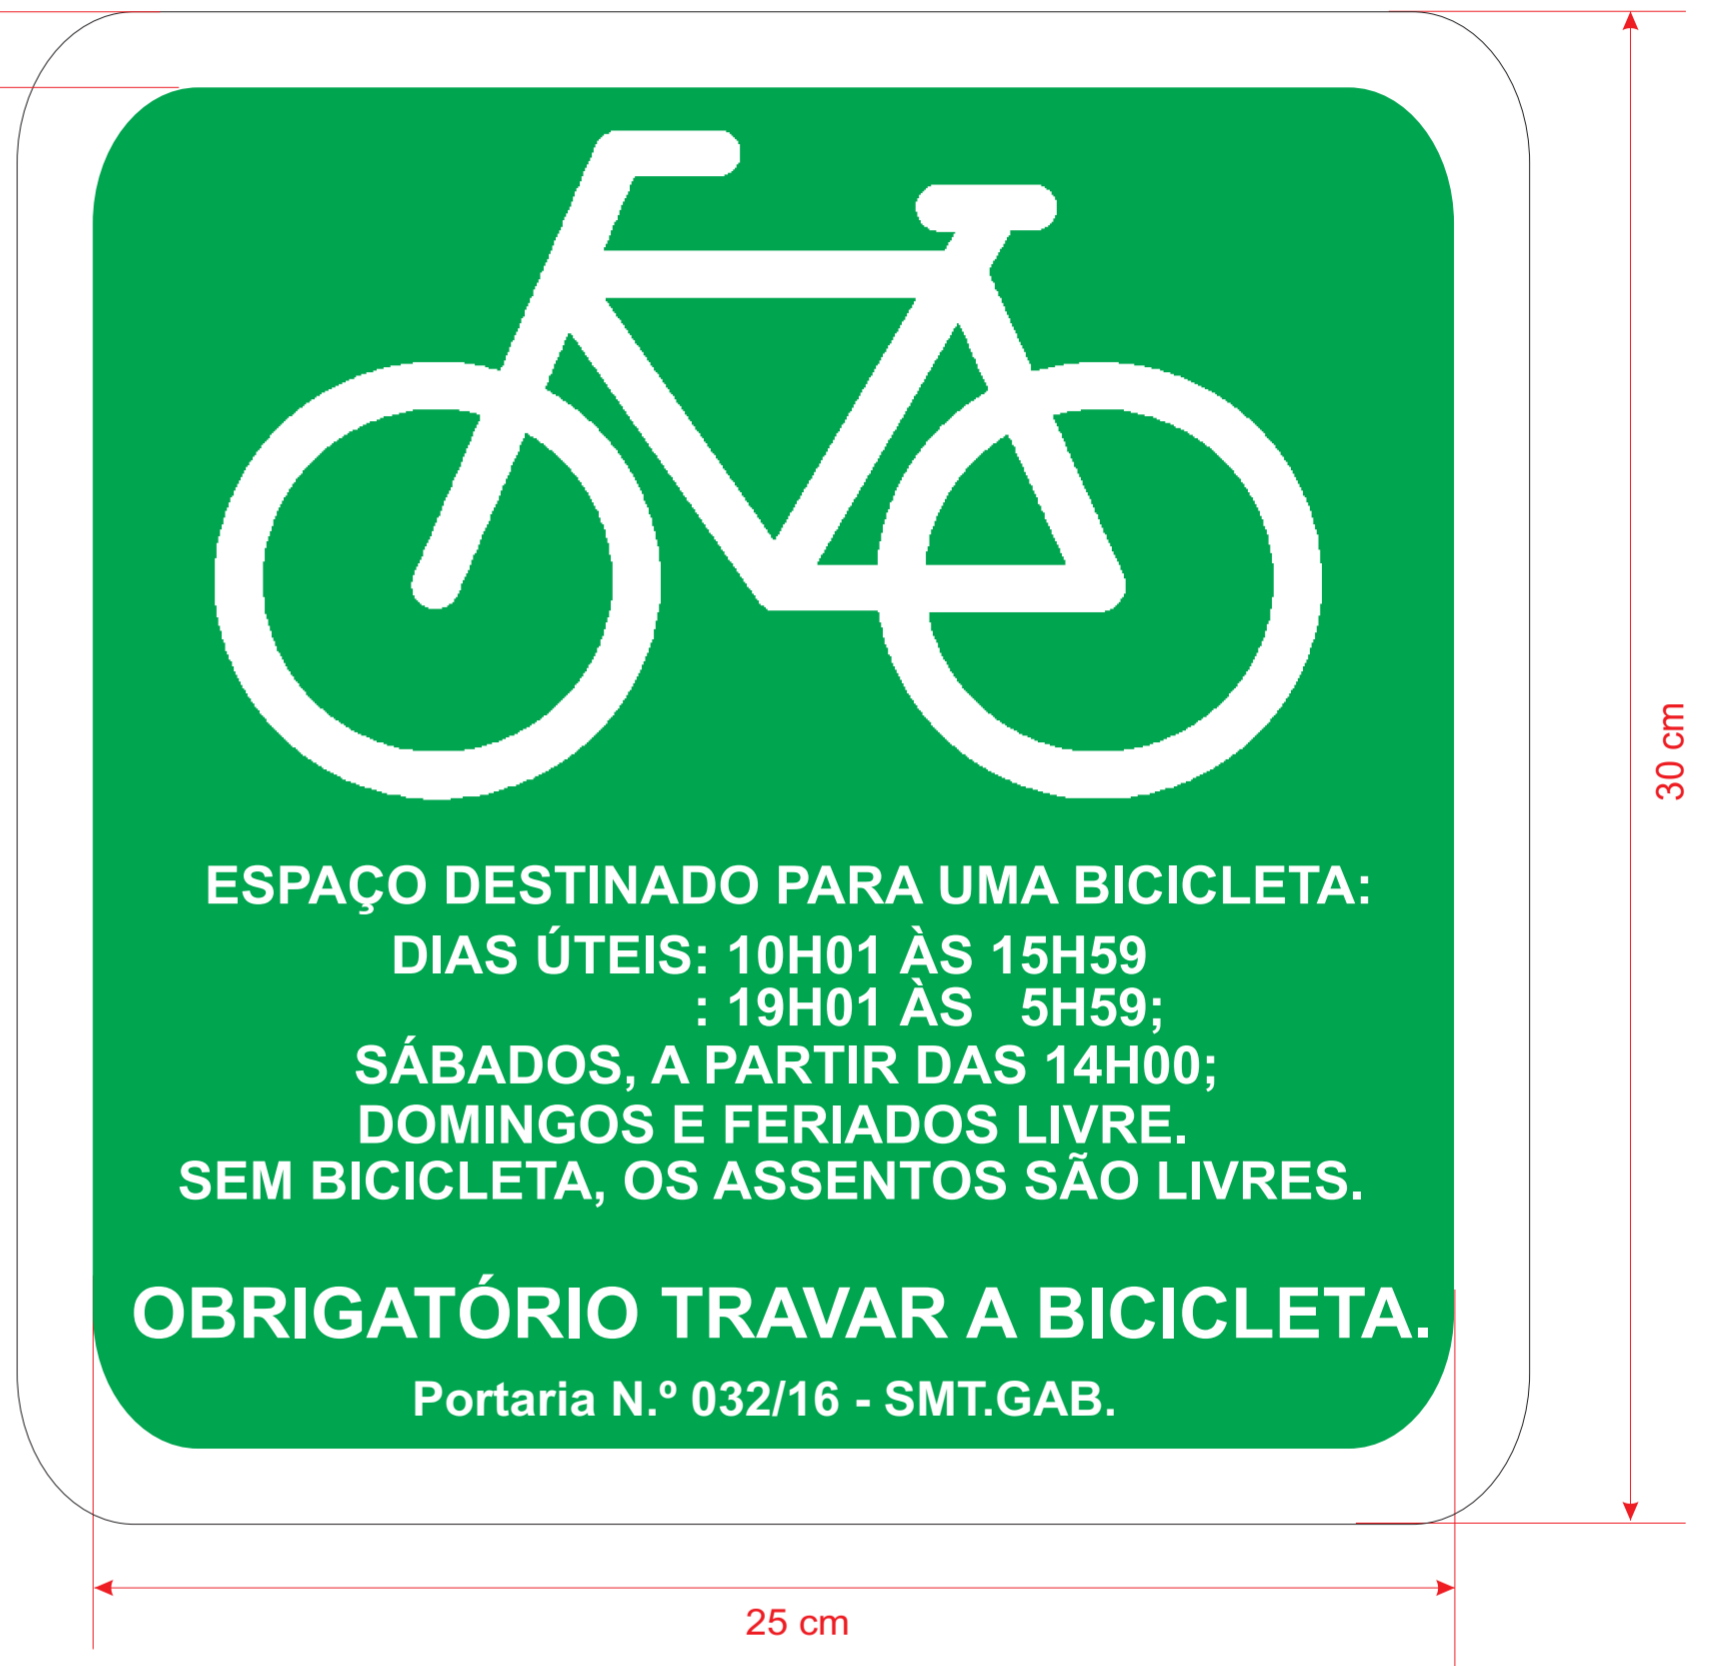 ESPAÇO DESTINADO PARA UMA BICICLETA:
DIAS ÚTEIS: 10H01 ÀS 15H59
: 19H01 ÀS 5H59;
SÁBADOS, A PARTIR DAS 14H00;
DOMINGOS E FERIADOS LIVRE.
SEM BICICLETA, OS ASSENTOS SÃO LIVRES.
OBRIGATÓRIO TRAVAR A BICICLETA.
Portaria N.º 032/16 - SMT.GAB.
30 cm
25 cm